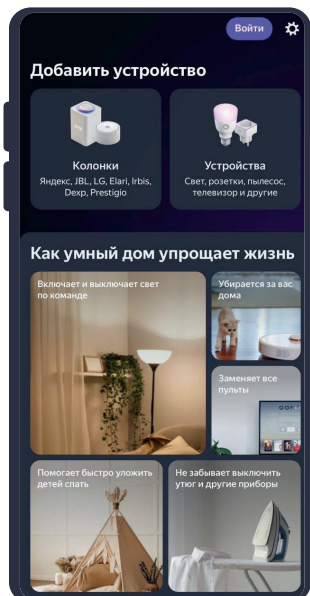 Войти
Добавить устройство
Колонки
Яндекс, JBL, LG, Elari, Irbis,
Dexp, Prestigio
Устройства
Свет, розетки, пылесос,
телевизор и другие
Как умный дом упрощает жизнь
Включает и выключает свет
по команде
Убирается за вас
дома
Заменяет все
пульты
Помогает быстро уложить
детей спать
Не забывает выключить
утюг и другие приборы